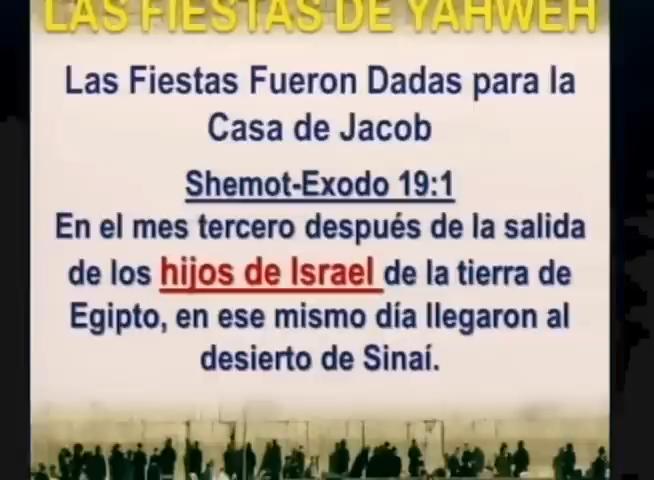 LAS FIESTAS DE YAHWEH
Las Fiestas Fueron Dadas para la
Casa de Jacob
Shemot-Exodo 19:1
En el mes tercero después de la salida
de los hijos de Israel de la tierra de
Egipto, en ese mismo día llegaron al
desierto de Sinaí.